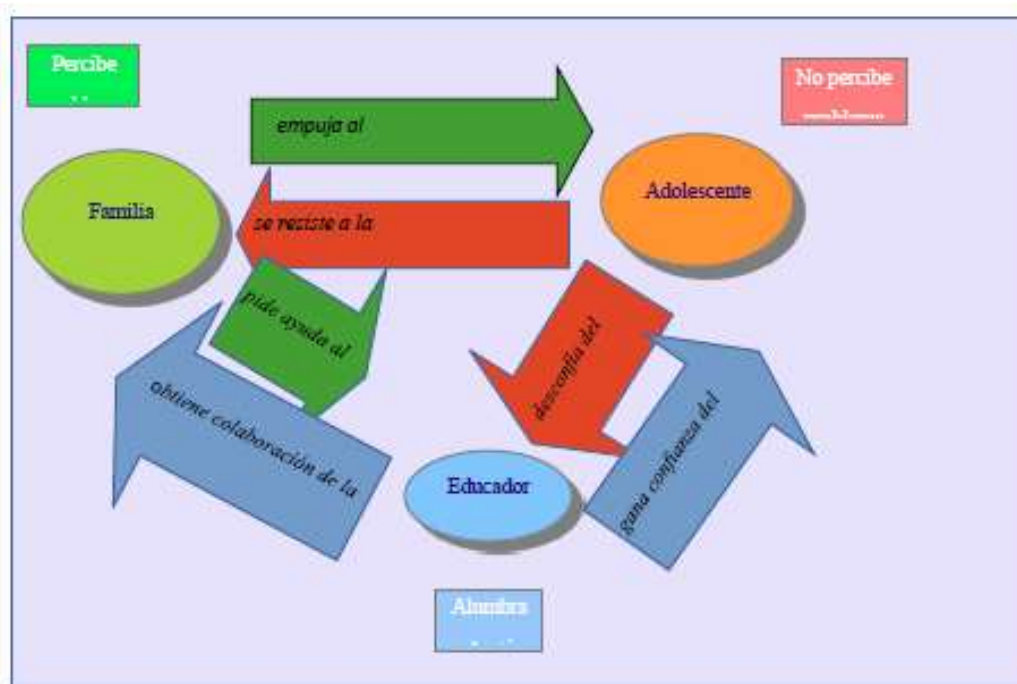 Percibe
No percibe
empuja al
Familia
Adolescente
se resiste a la
pide ayuda al
desconfía del
obtiene colaboración de la
gana confianza del
Educador
Alumbra